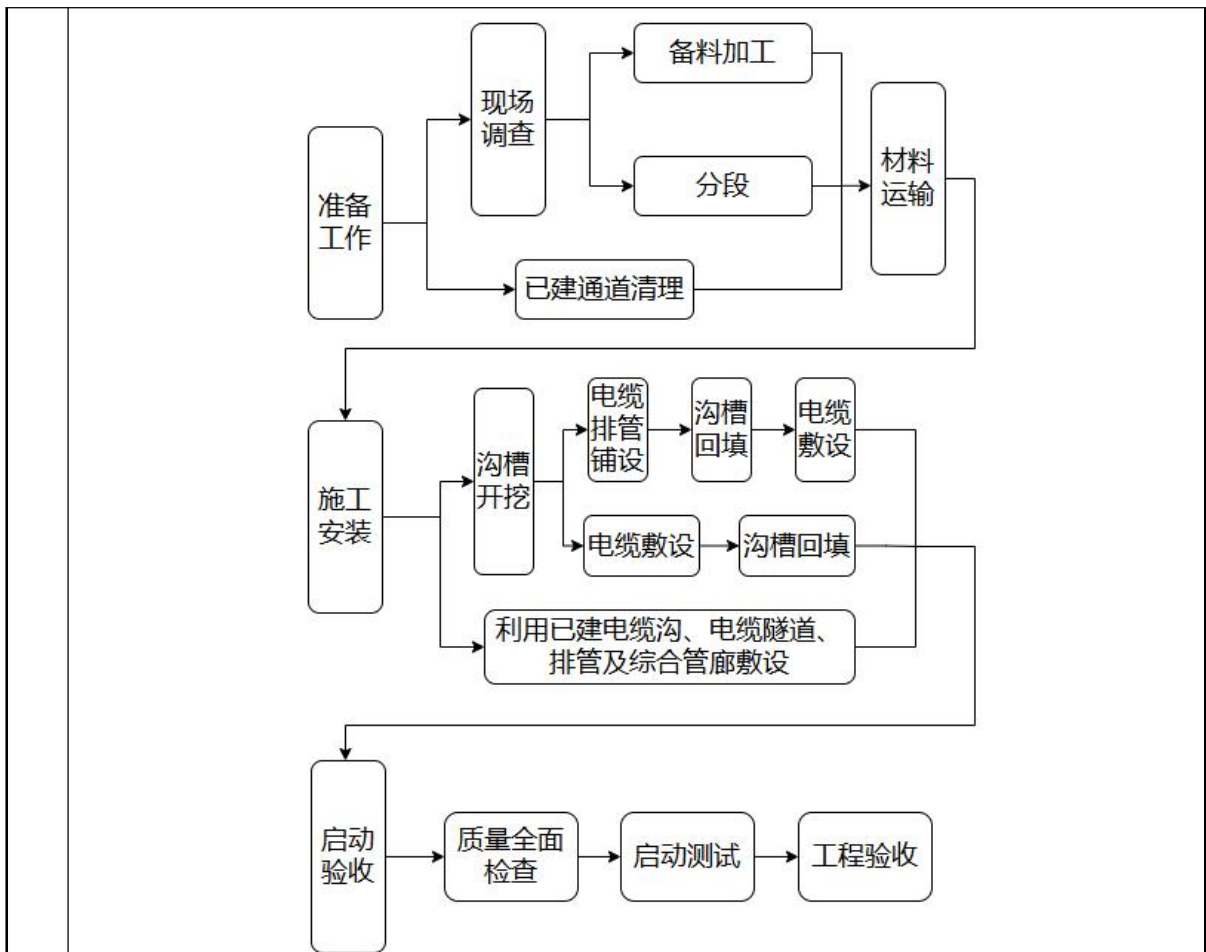 备料加工
现场
调查
材料
运输
分段
准备
工作
已建通道清理
电缆
排管
铺设
沟槽
回填
电缆
敷设
沟槽
开挖
施工
安装
电缆敷设
沟槽回填
利用已建电缆沟、电缆隧道、
排管及综合管廊敷设
启动
验收
质量全面
检查
启动测试
工程验收